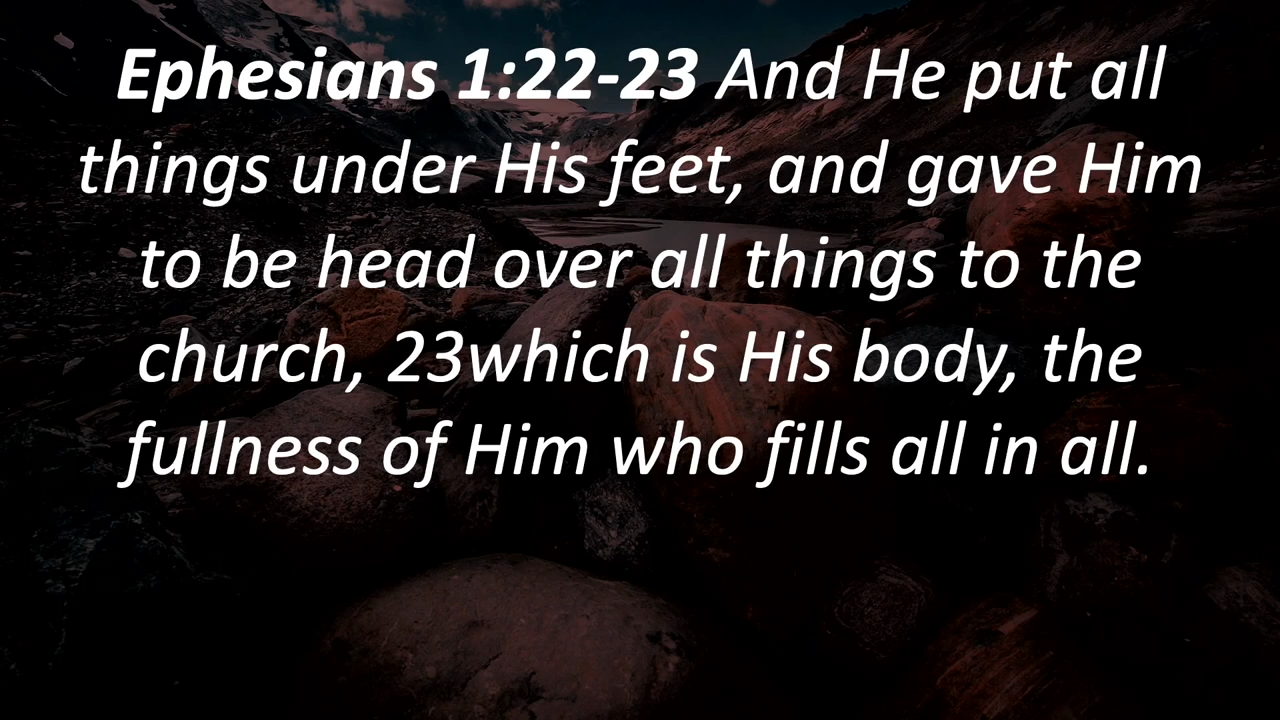 Ephesians 1:22-23 And He put all
things under His feet, and gave Him
to be head over all things to the
church, 23which is His body, the
fullness of Him who fills all in all.